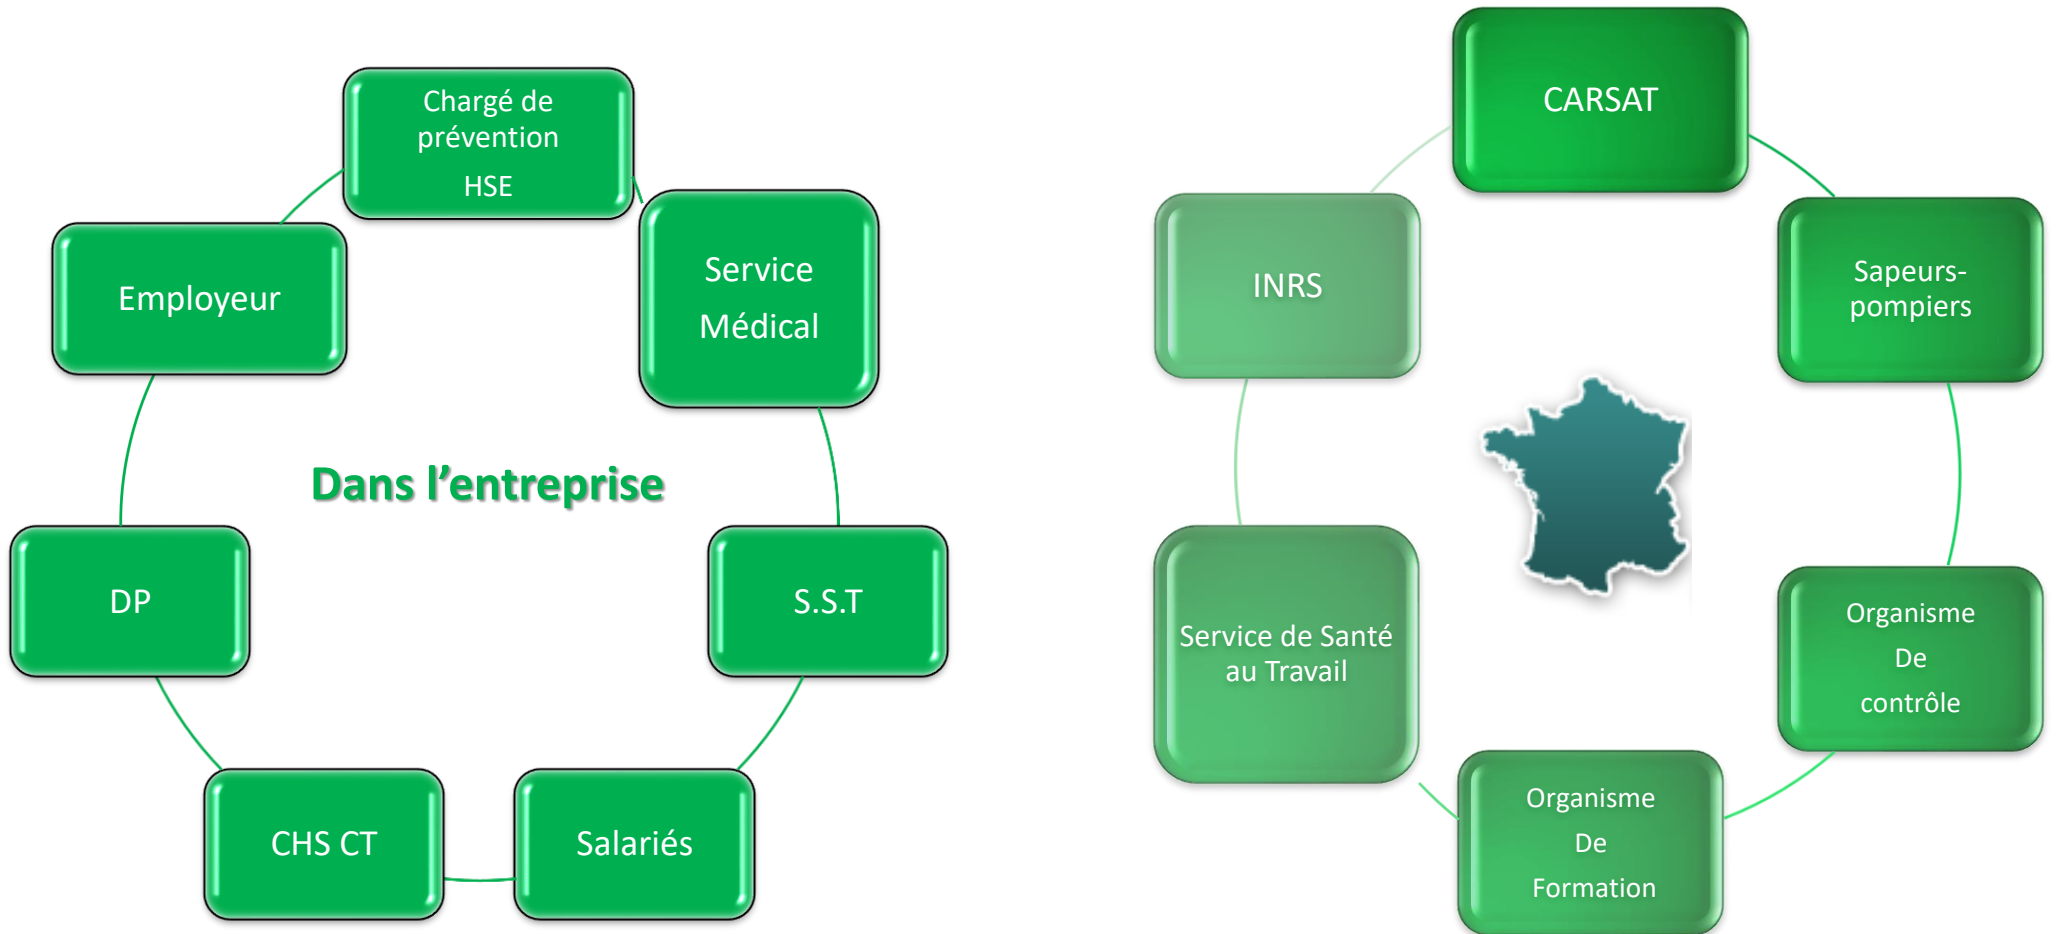 Chargé de
prévention
HSE
Service
Médical
S.S.T
Salariés
CHS CT
DP
Employeur
Dans l’entreprise
CARSAT
Sapeurs-
pompiers
Organisme
De
contrôle
Organisme
De
Formation
Service de Santé
au Travail
INRS